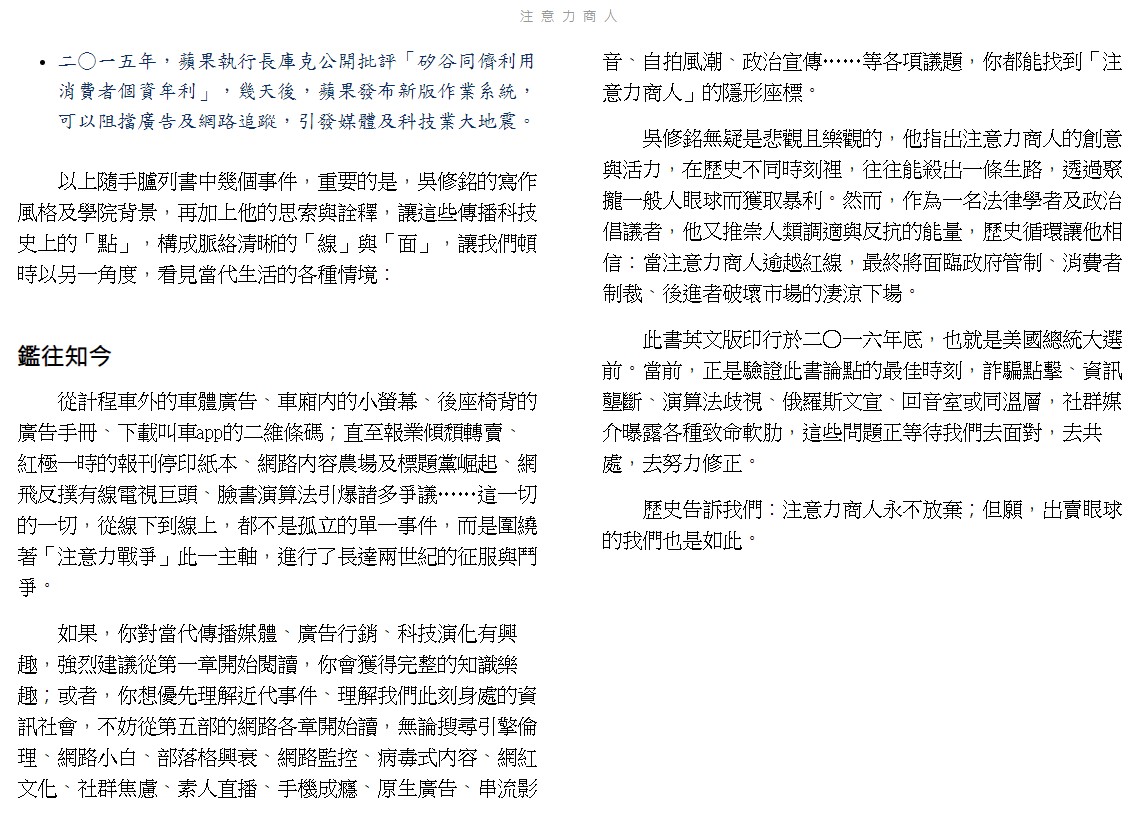 注意力商人
• 二〇一五年，蘋果執行長庫克公開批評「矽谷同儕利用
消費者個資牟利」，幾天後，蘋果發布新版作業系統，
可以阻擋廣告及網路追蹤，引發媒體及科技業大地震。
以上隨手臚列書中幾個事件，重要的是，吳修銘的寫作
風格及學院背景，再加上他的思索與詮釋，讓這些傳播科技
史上的「點」，構成脈絡清晰的「線」與「面」，讓我們頓
時以另一角度，看見當代生活的各種情境：
鑑往知今
從計程車外的車體廣告、車廂內的小螢幕、後座椅背的
廣告手冊、下載叫車app的二維條碼；直至報業傾頹轉賣、
紅極一時的報刊停印紙本、網路內容農場及標題黨崛起、網
飛反撲有線電視巨頭、臉書演算法引爆諸多爭議……這一切
的一切，從線下到線上，都不是孤立的單一事件，而是圍繞
著「注意力戰爭」此一主軸，進行了長達兩世紀的征服與鬥
爭。
如果，你對當代傳播媒體、廣告行銷、科技演化有興
趣，強烈建議從第一章開始閱讀，你會獲得完整的知識樂
趣；或者，你想優先理解近代事件、理解我們此刻身處的資
訊社會，不妨從第五部的網路各章開始讀，無論搜尋引擎倫
理、網路小白、部落格興衰、網路監控、病毒式內容、網紅
文化、社群焦慮、素人直播、手機成癮、原生廣告、串流影
音、自拍風潮、政治宣傳……等各項議題，你都能找到「注
意力商人」的隱形座標。
吳修銘無疑是悲觀且樂觀的，他指出注意力商人的創意
與活力，在歷史不同時刻裡，往往能殺出一條生路，透過聚
攏一般人眼球而獲取暴利。然而，作為一名法律學者及政治
倡議者，他又推崇人類調適與反抗的能量，歷史循環讓他相
信：當注意力商人逾越紅線，最終將面臨政府管制、消費者
制裁、後進者破壞市場的淒涼下場。
此書英文版印行於二〇一六年底，也就是美國總統大選
前。當前，正是驗證此書論點的最佳時刻，詐騙點擊、資訊
壟斷、演算法歧視、俄羅斯文宣、回音室或同溫層，社群媒
介曝露各種致命軟肋，這些問題正等待我們去面對，去共
處，去努力修正。
歷史告訴我們：注意力商人永不放棄；但願，出賣眼球
的我們也是如此。